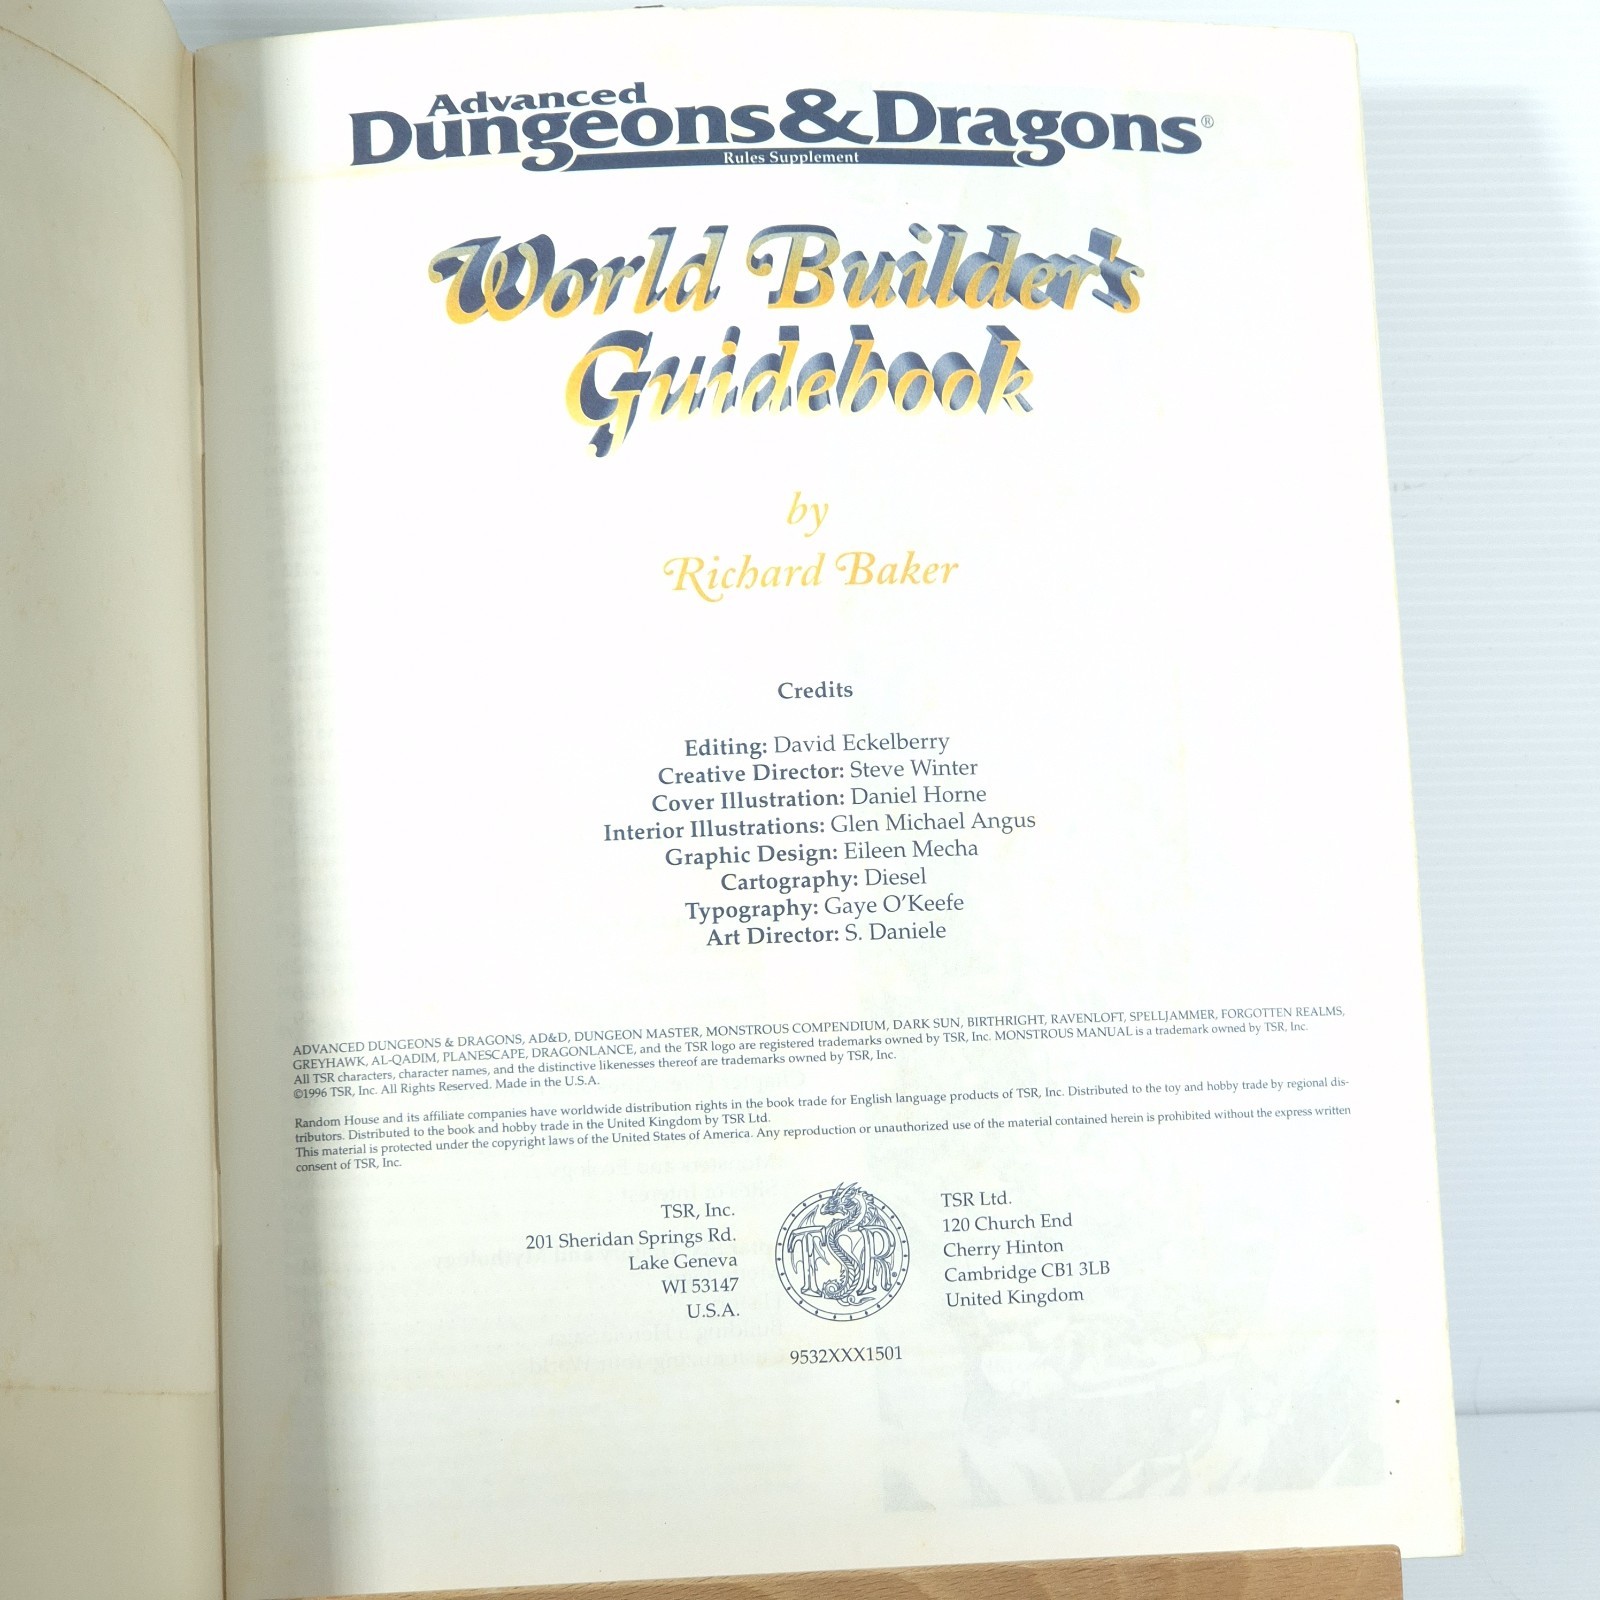 Advanced
Dungeons & Dragons®
Rules Supplement
World Builder's
Guidebook
by
Richard Baker
Credits
Editing: David Eckelberry
Creative Director: Steve Winter
Cover Illustration: Daniel Horne
Interior Illustrations: Glen Michael Angus
Graphic Design: Eileen Mecha
Cartography: Diesel
Typography: Gaye O'Keefe
Art Director: S. Daniele
ADVANCED DUNGEONS & DRAGONS, AD&D, DUNGEON MASTER, MONSTROUS COMPENDIUM, DARK SUN, BIRTHRIGHT, RAVENLOFT, SPELLJAMMER, FORGOTTEN REALMS,
GREYHAWK, AL-QADIM, PLANESCAPE, DRAGONLANCE, and the TSR logo are registered trademarks owned by TSR, Inc. MONSTROUS MANUAL is a trademark owned by TSR, Inc.
All TSR characters, character names, and the distinctive likenesses thereof are trademarks owned by TSR, Inc.
©1996 TSR, Inc. All Rights Reserved. Made in the U.S.A.
Random House and its affiliate companies have worldwide distribution rights in the book trade for English language products of TSR, Inc. Distributed to the toy and hobby trade by regional dis-
tributors. Distributed to the book and hobby trade in the United Kingdom by TSR Ltd.
This material is protected under the copyright laws of the United States of America. Any reproduction or unauthorized use of the material contained herein is prohibited without the express written
consent of TSR, Inc.
TSR, Inc.
201 Sheridan Springs Rd.
Lake Geneva
WI 53147
U.S.A.
TSR
TSR Ltd.
120 Church End
Cherry Hinton
Cambridge CB1 3LB
United Kingdom
9532XXX1501